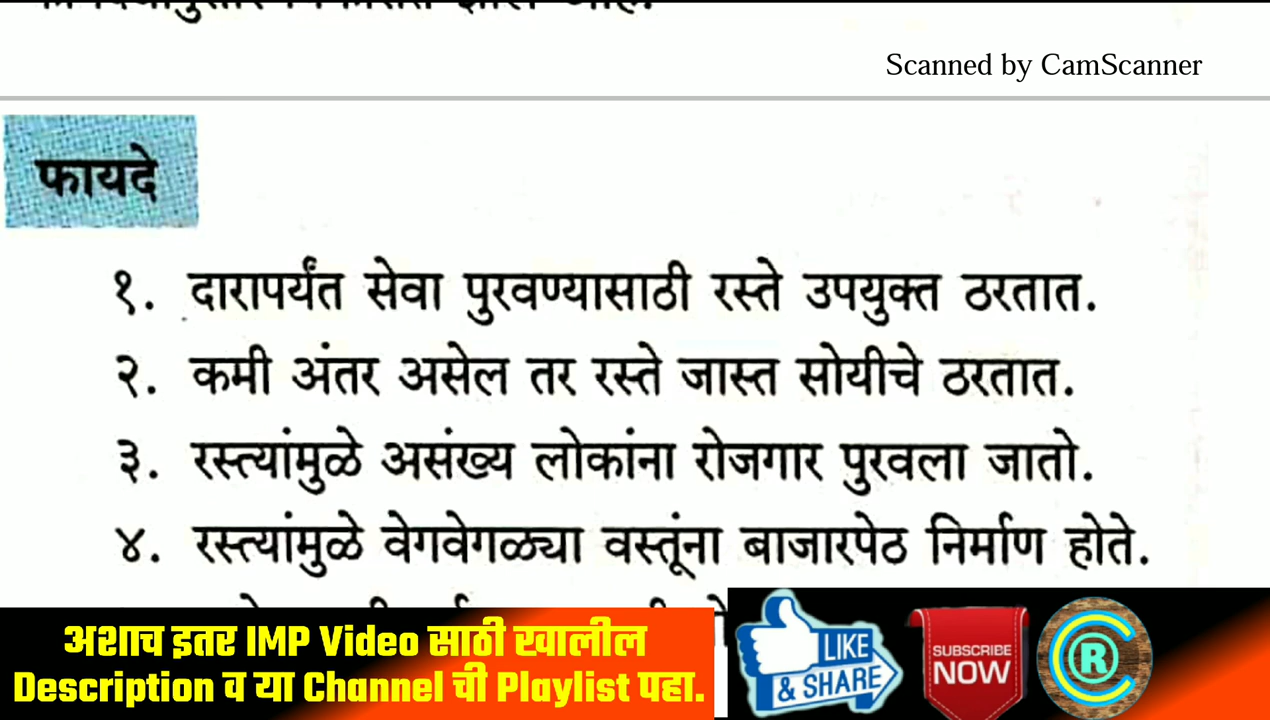 Scanned by CamScanner
फायदे
१. दारापर्यंत सेवा पुरवण्यासाठी रस्ते उपयुक्त ठरतात.
२. कमी अंतर असेल तर रस्ते जास्त सोयीचे ठरतात.
३. रस्त्यांमुळे असंख्य लोकांना रोजगार पुरवला जातो.
४. रस्त्यांमुळे वेगवेगळ्या वस्तूंना बाजारपेठ निर्माण होते.
अशाच इतर IMP Video साठी खालील
Description व या Channel ची Playlist पहा.
LIKE
& SHARE
SUBSCRIBE
NOW
R